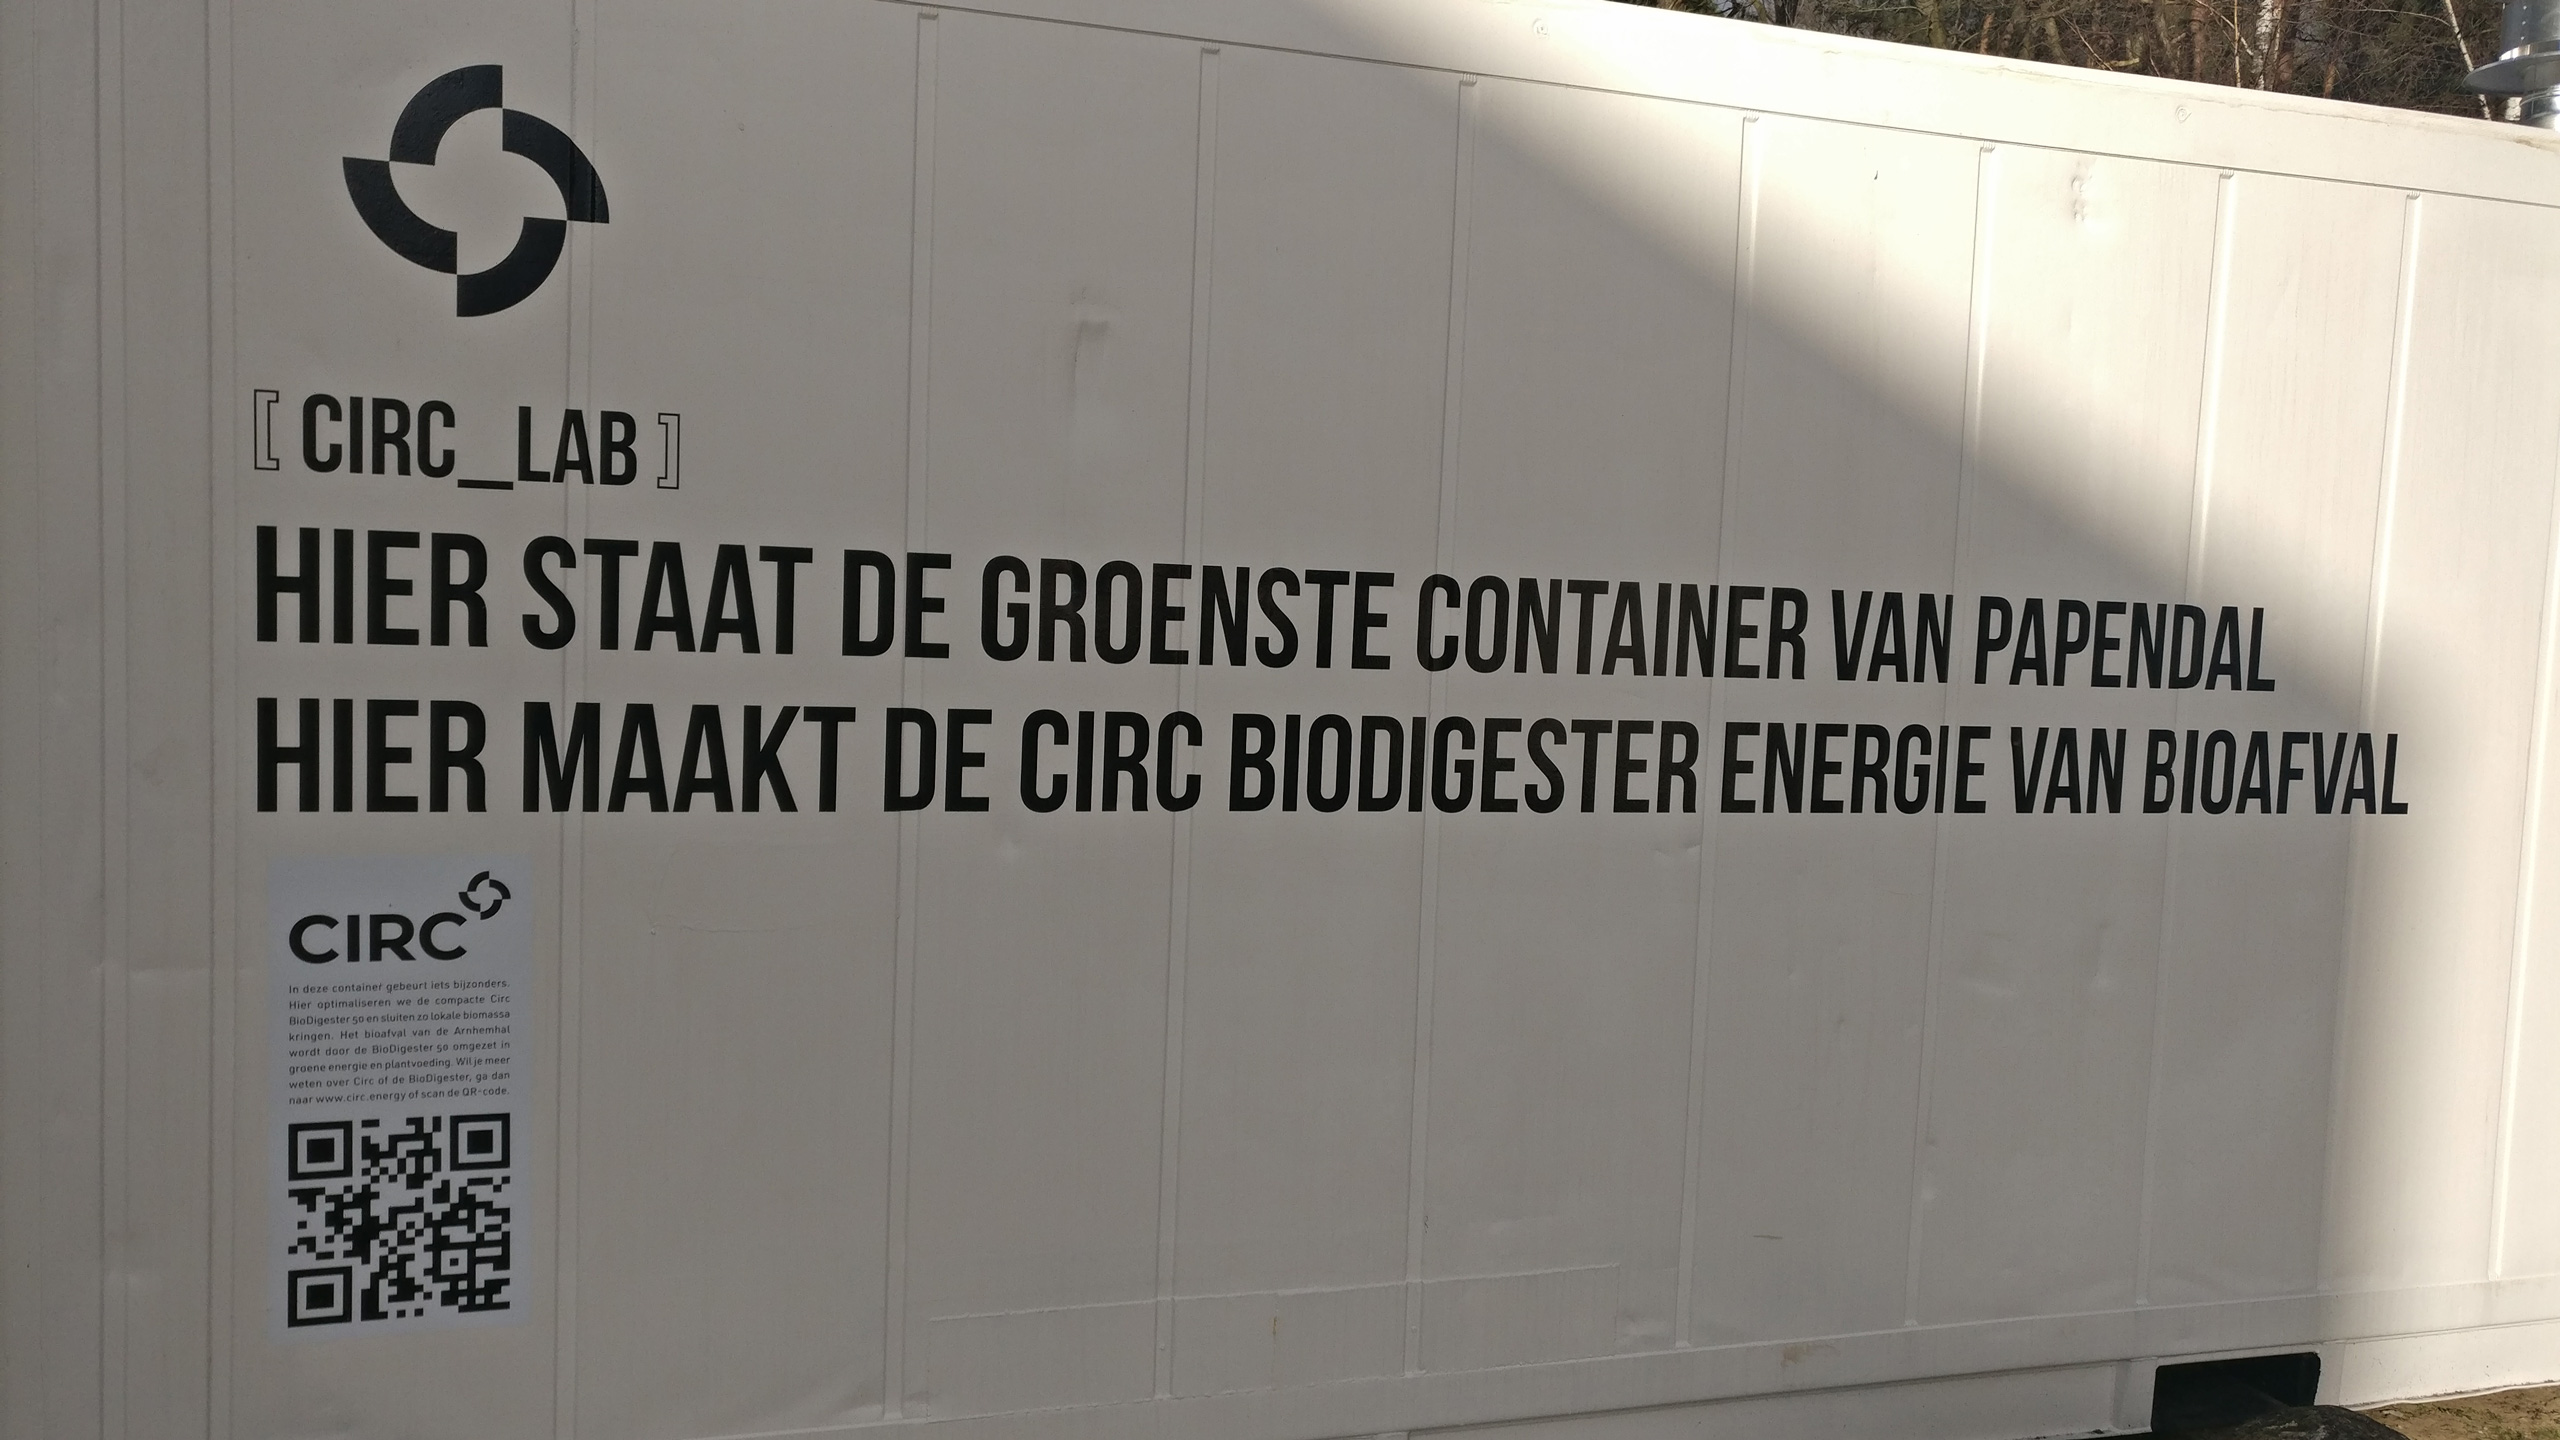 [ CIRC_LAB ]
HIER STAAT DE GROENSTE CONTAINER VAN PAPENDAL
HIER MAAKT DE CIRC BIODIGESTER ENERGIE VAN BIOAFVAL
CIRC
In deze container gebeurt iets bijzonders.
Hier optimaliseren we de compacte Circ
BioDigester 50 en sluiten zo lokale biomassa
kringen. Het bioafval van de Arnhemhal
wordt door de BioDigester 50 omgezet in
groene energie en plantvoeding. Wil je meer
weten over Circ of de BioDigester, ga dan
naar www.circ.energy of scan de QR-code.